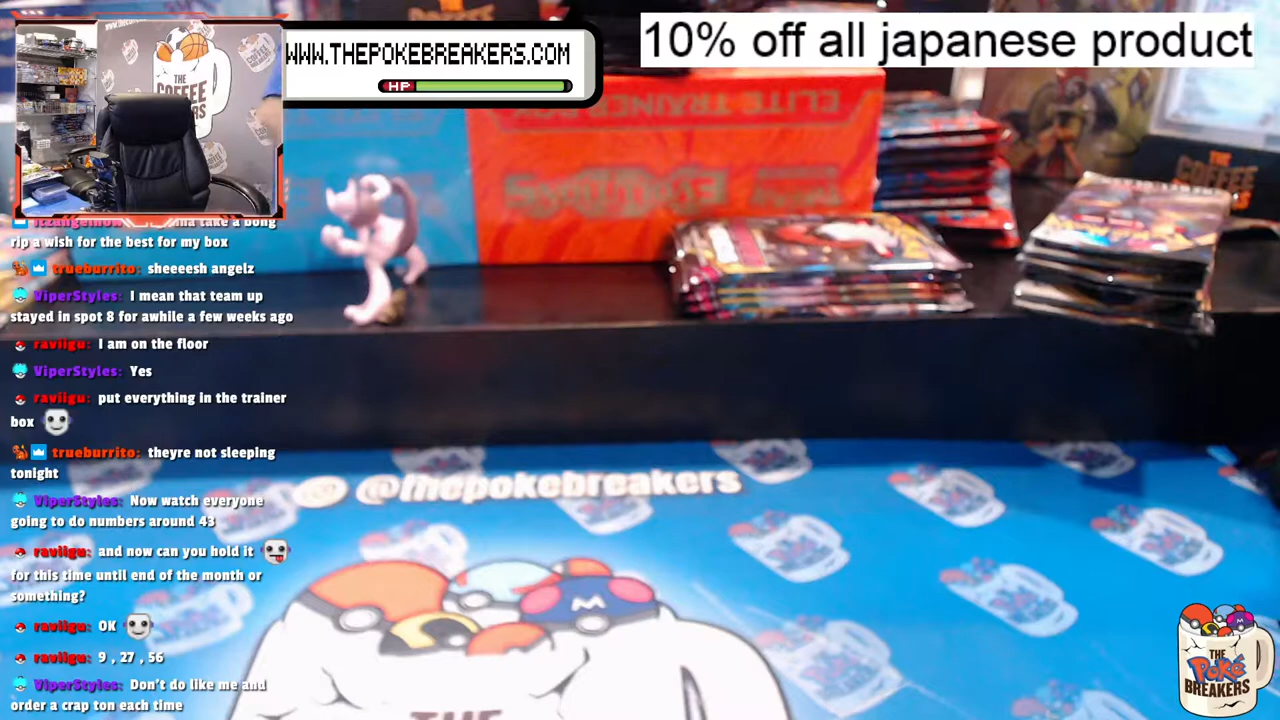 WWW.THEPOKEBREAKERS.COM
HP
10% off all japanese product
THE
COFFEE
ELITE TRAINER BOX
THE
COFFEE
rip a wish for the best for my box
trueburrito: sheeeesh angelz
ViperStyles: I mean that team up
stayed in spot 8 for awhile a few weeks ago
raviigu: I am on the floor
ViperStyles: Yes
raviigu: put everything in the trainer
box
trueburrito: theyre not sleeping
tonight
ViperStyles: Now watch everyone
going to do numbers around 43
raviigu: and now can you hold it
for this time until end of the month or
something?
raviigu: OK
raviigu: 9 , 27 , 56
ViperStyles: Don't do like me and
order a crap ton each time
@thepokebreakers
M
THE
THE
Poké
BREAKERS